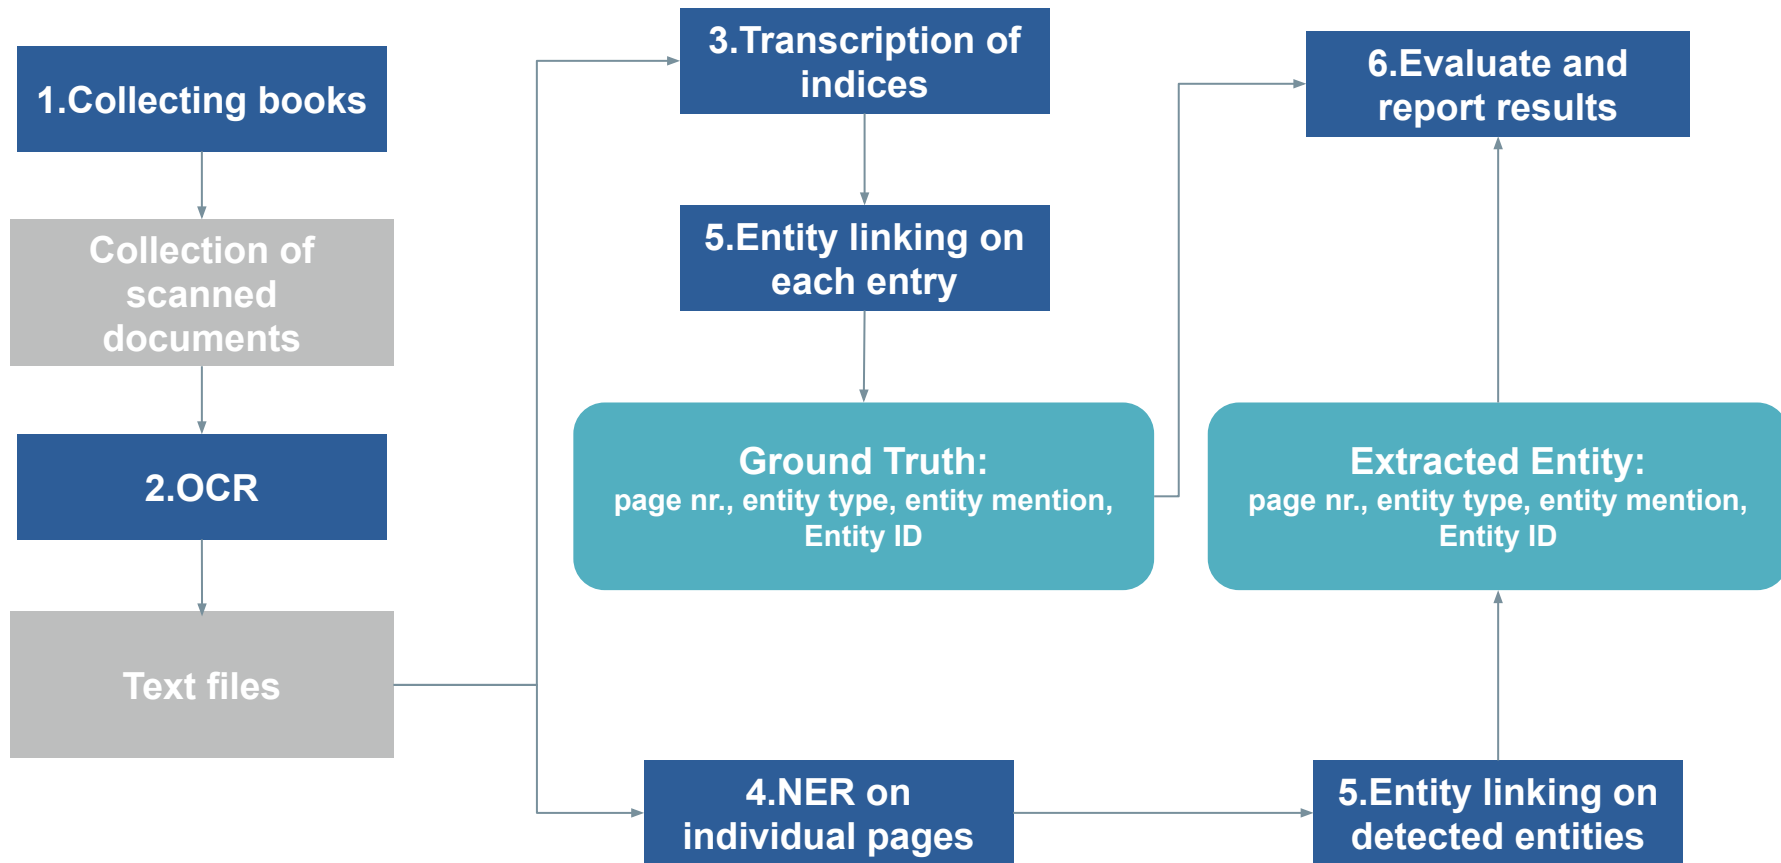 1.Collecting books
Collection of
scanned
documents
2.OCR
Text files
3.Transcription of
indices
5.Entity linking on
each entry
Ground Truth:
page nr., entity type, entity mention,
Entity ID
4.NER on
individual pages
5.Entity linking on
detected entities
Extracted Entity:
page nr., entity type, entity mention,
Entity ID
6.Evaluate and
report results